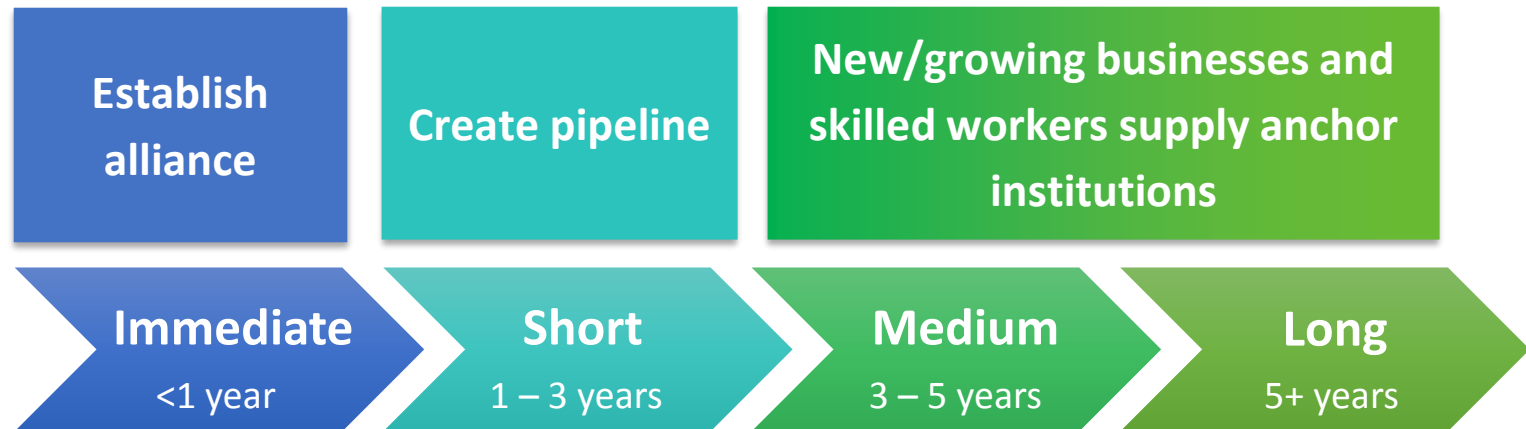 Establish
alliance
Create pipeline
New/growing businesses and
skilled workers supply anchor
institutions
Immediate
<1 year
Short
1 – 3 years
Medium
3 – 5 years
Long
5+ years